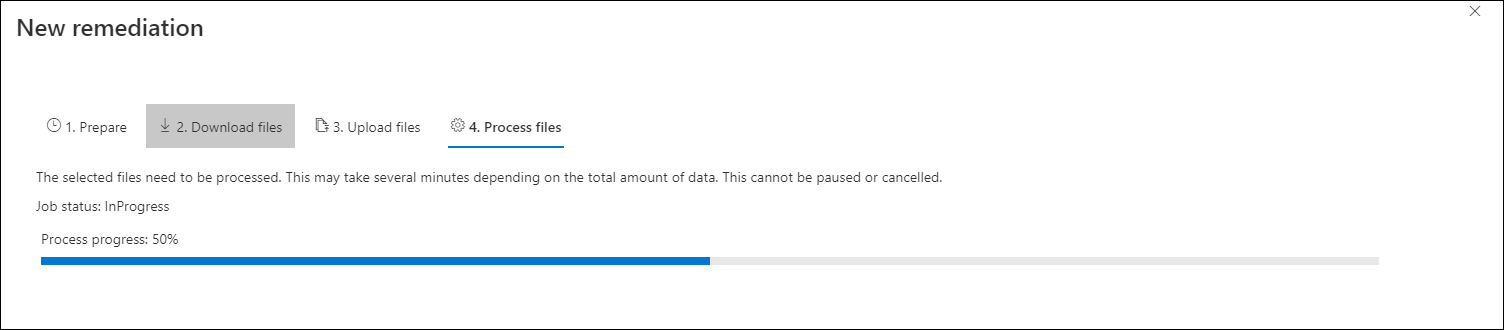 New remediation
1. Prepare 2. Download files 3. Upload files 4. Process files
The selected files need to be processed. This may take several minutes depending on the total amount of data. This cannot be paused or cancelled.
Job status: InProgress
Process progress: 50%